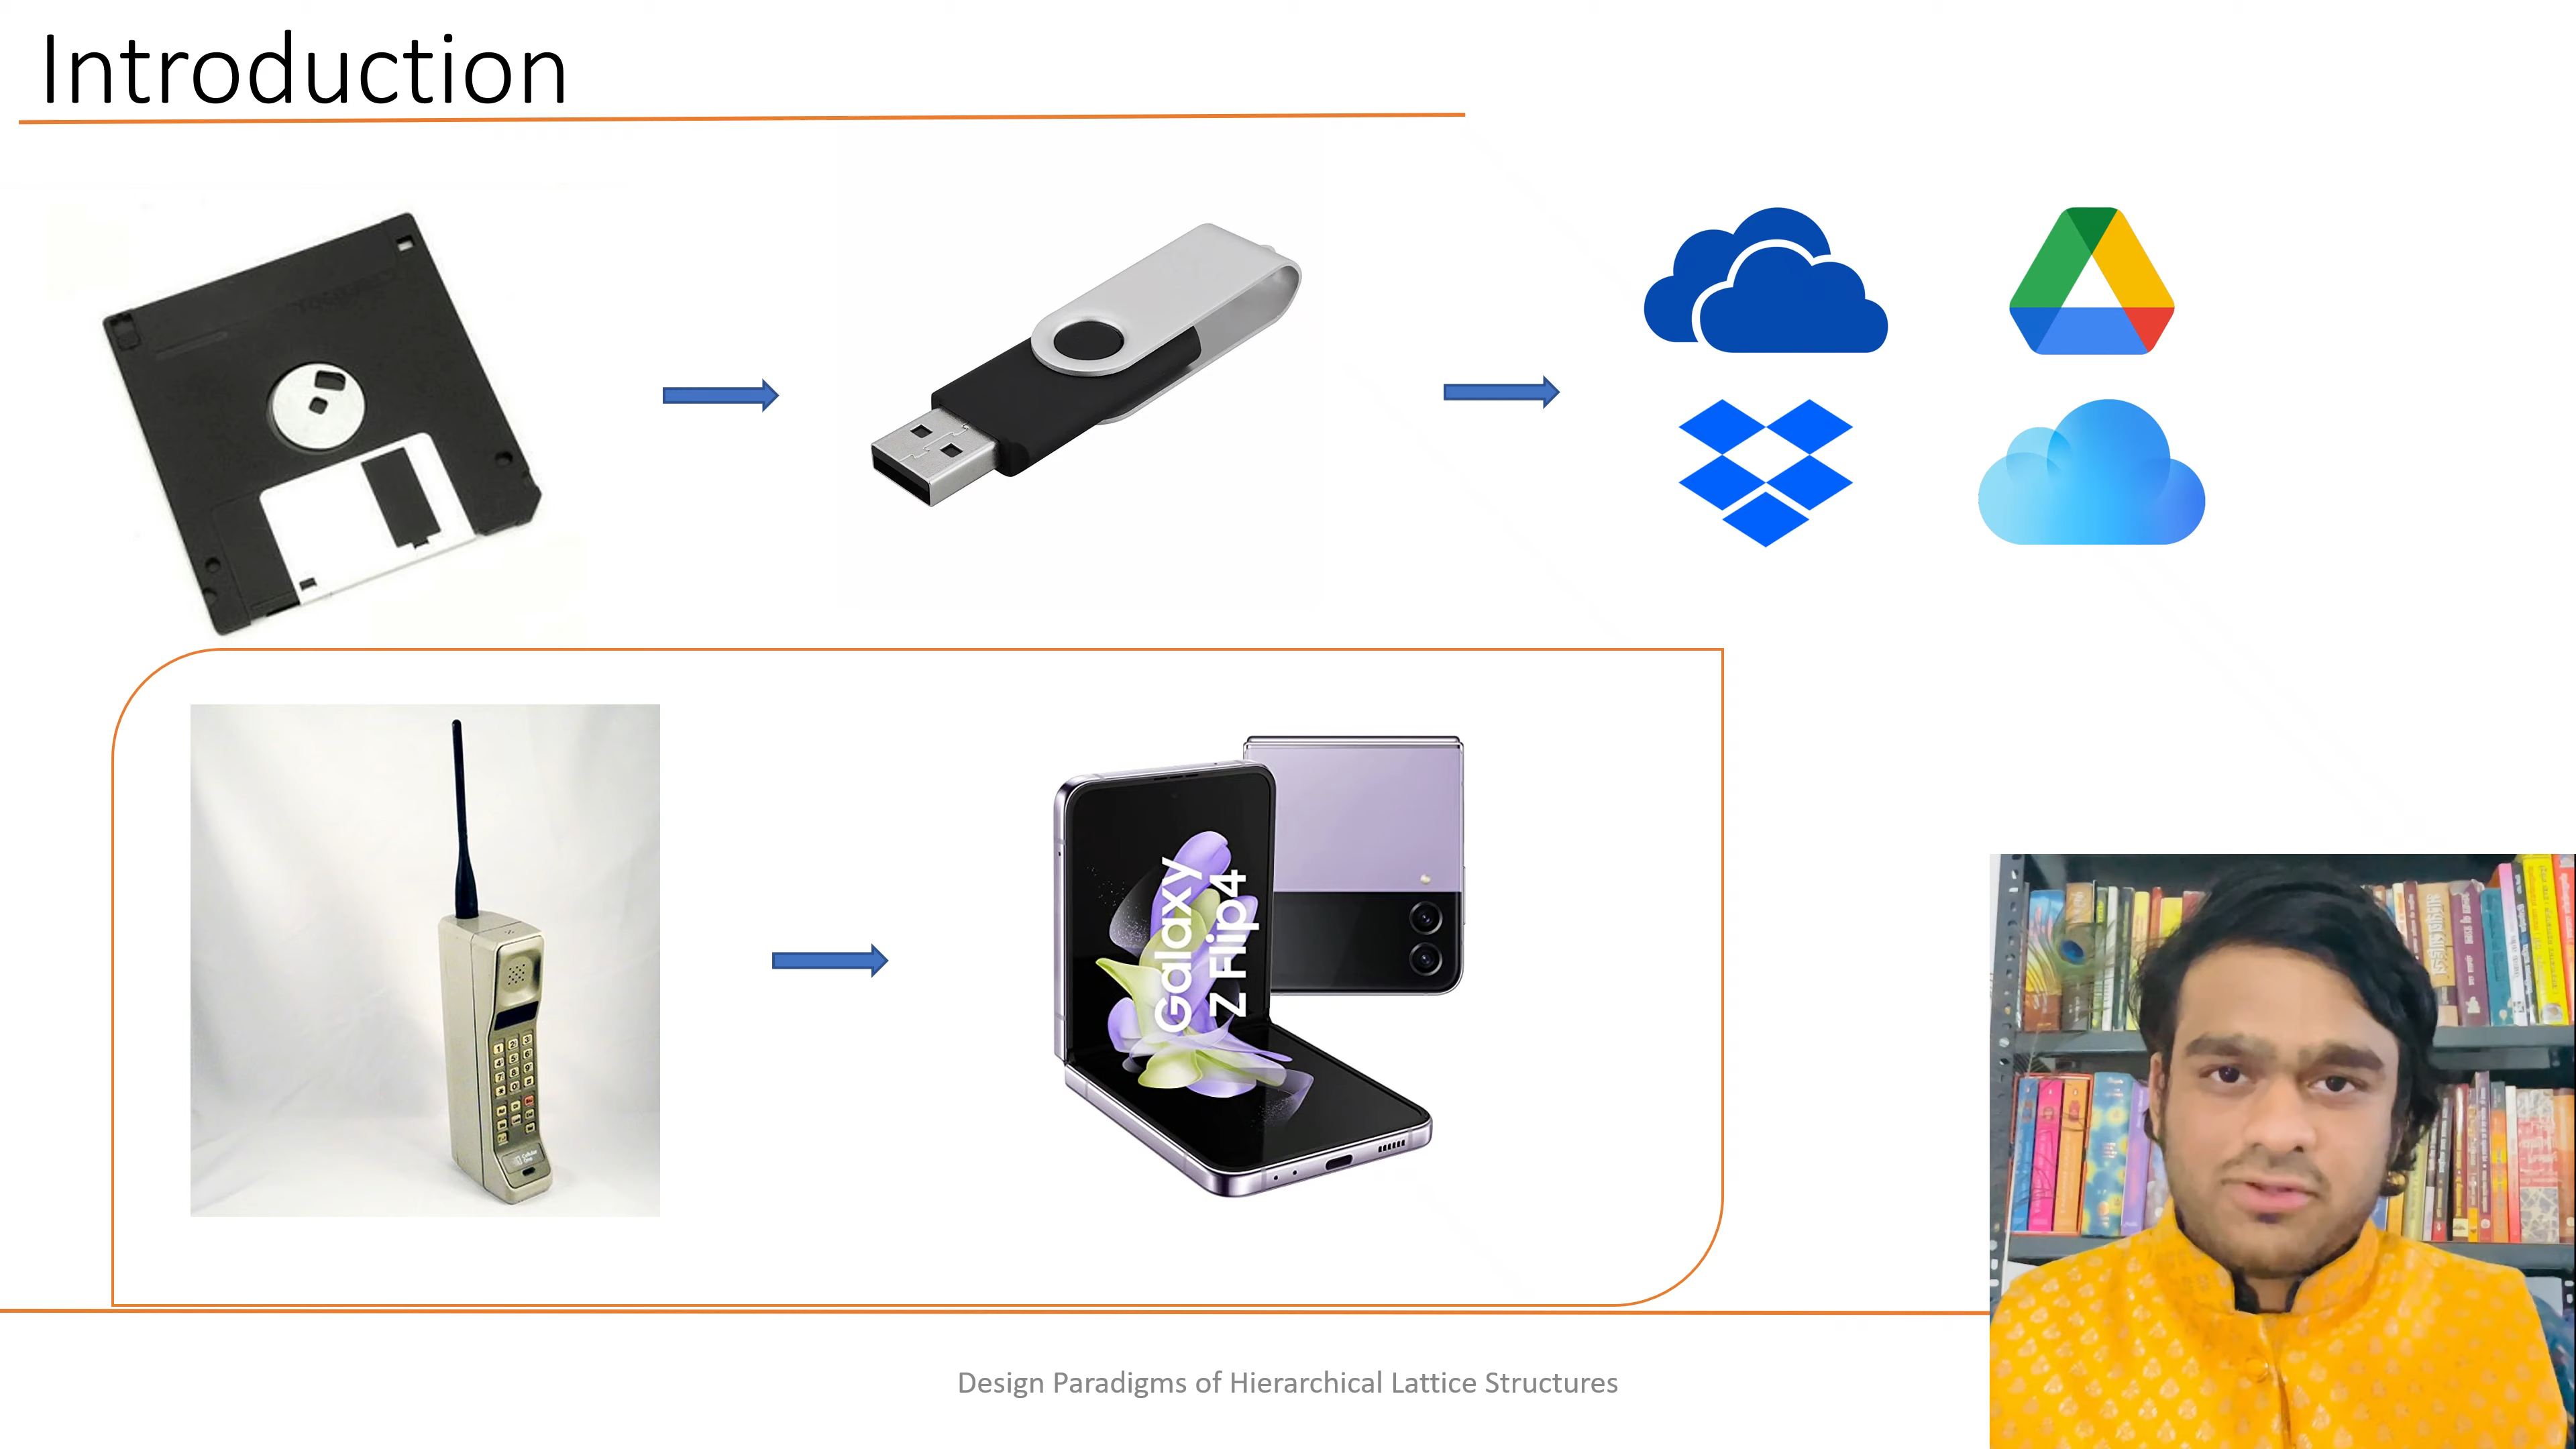 Introduction
Galaxy
Z Flip4
Design Paradigms of Hierarchical Lattice Structures